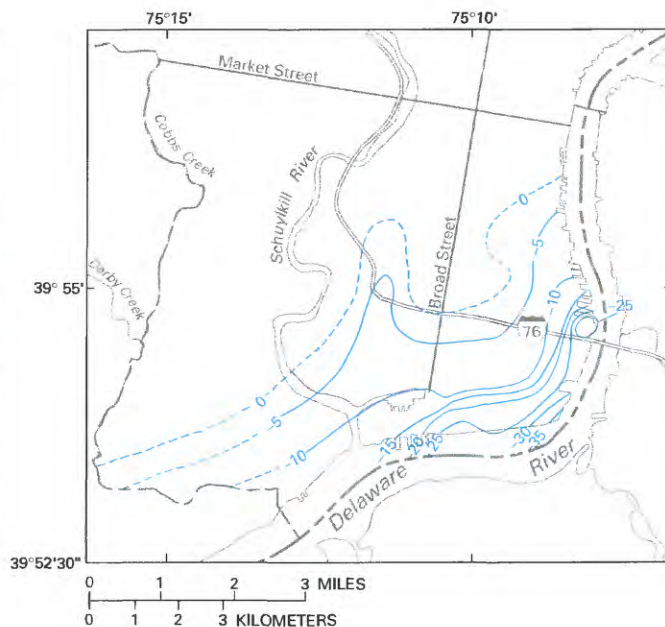 75°15'
75°10'
Market Street
Cobbs Creek
Schuylkill River
0
-5
Broad Street
Darby Creek
39° 55'
-10
-25
76
0
-5
-10
-15
-20
-25
-30
-35
Delaware River
39°52'30"
0 1 2 3 MILES
0 1 2 3 KILOMETERS